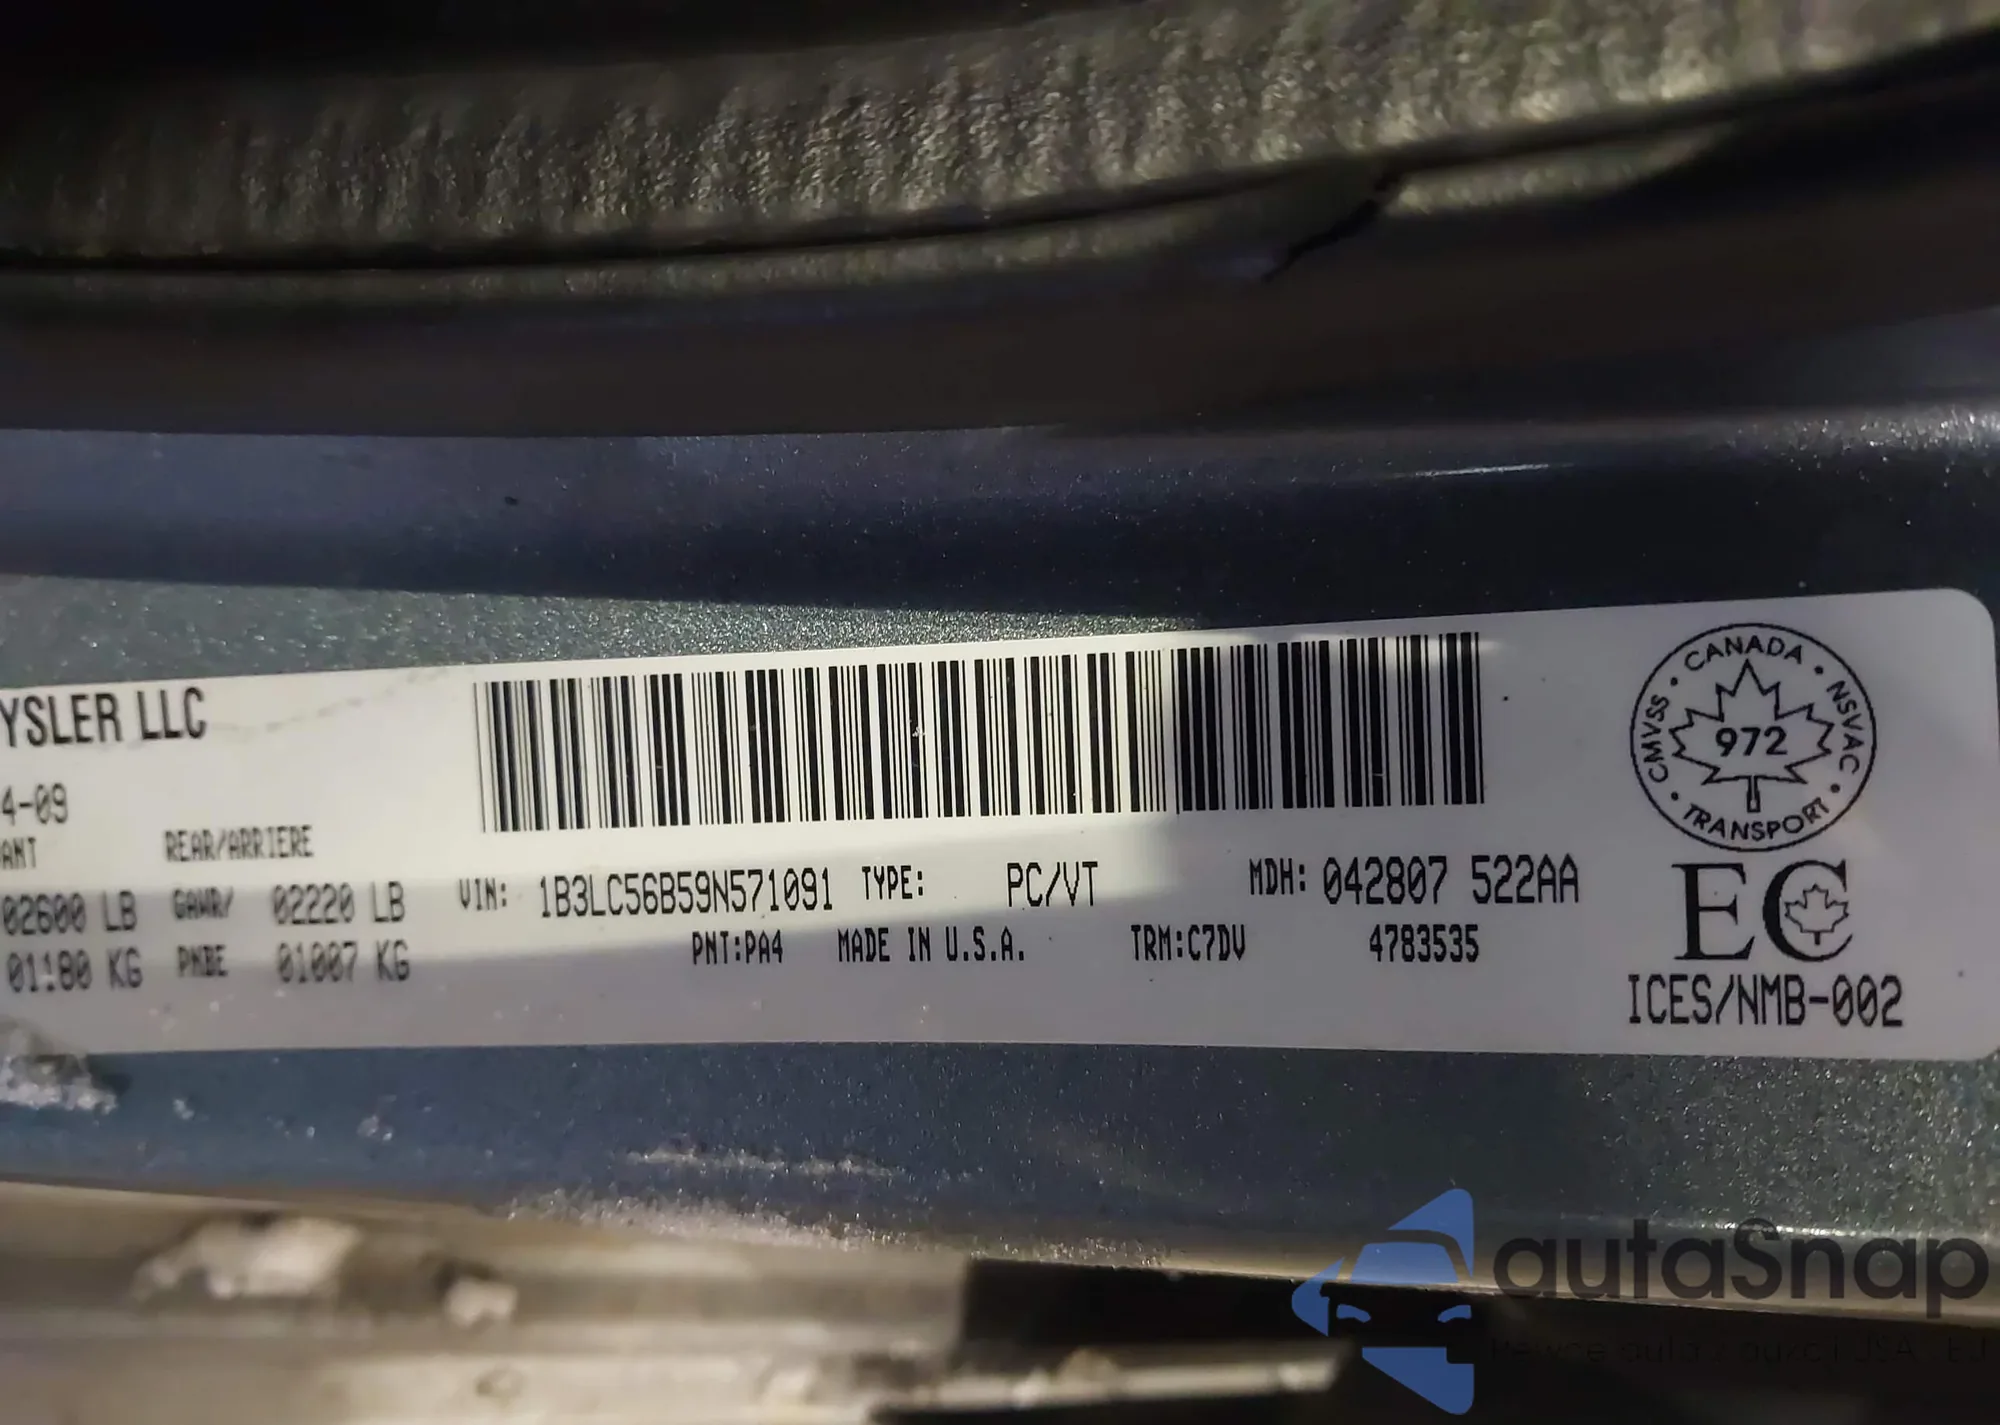 YSLER LLC
4-09
ANT REAR/ARRIERE
02600 LB GAWR/ 02220 LB
01180 KG PNBE 01007 KG
VIN: 1B3LC56B59N571091 TYPE: PC/VT MDH: 042807 522AA
PNT:PA4 MADE IN U.S.A. TRM:C7DV 4783535
CMVSS • CANADA • NSVAC • TRANSPORT •
972
EC
ICES/NMB-002
autaSnap